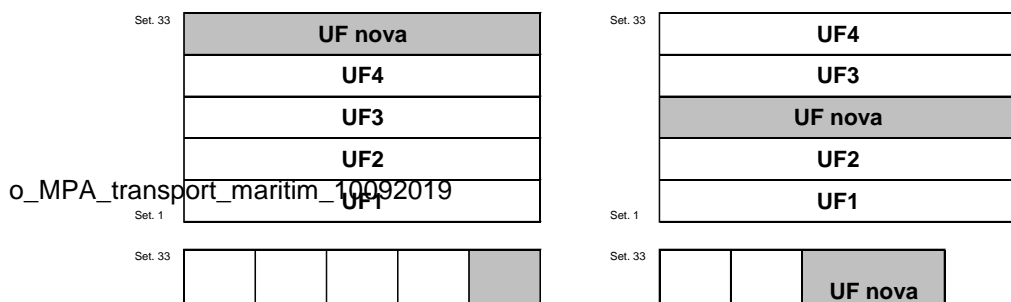 Set. 33
UF nova
UF4
UF3
UF2
UF1
Set. 1
o_MPA_transport_maritim_10092019
Set. 33
UF4
UF3
UF nova
UF2
UF1
Set. 1
Set. 33
Set. 33
UF nova